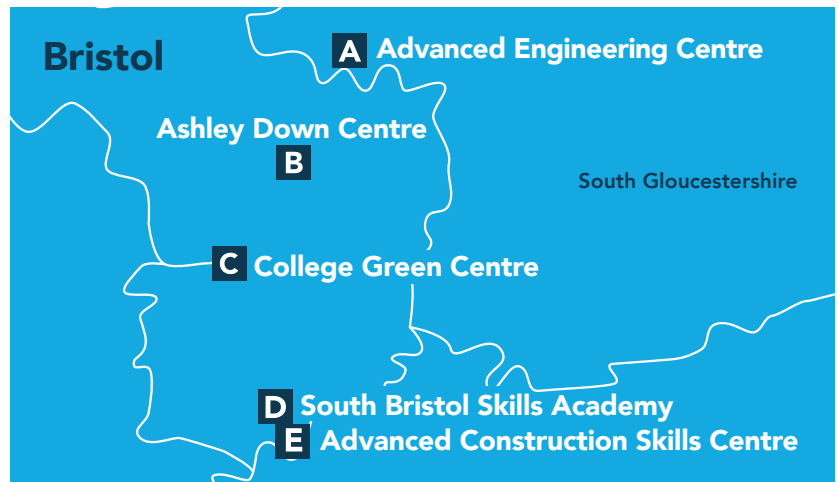 Bristol
A Advanced Engineering Centre
Ashley Down Centre
B
South Gloucestershire
C College Green Centre
D South Bristol Skills Academy
E Advanced Construction Skills Centre